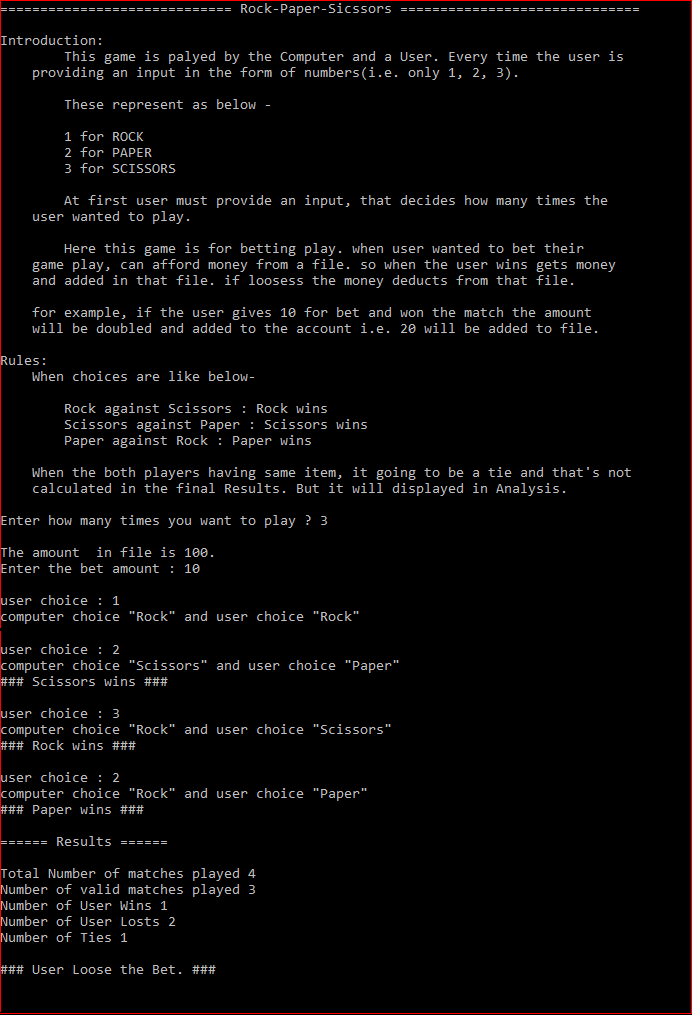 ============================= Rock-Paper-Sicssors ==============================
Introduction:
This game is palyed by the Computer and a User. Every time the user is
providing an input in the form of numbers(i.e. only 1, 2, 3).
These represent as below -
1 for ROCK
2 for PAPER
3 for SCISSORS
At first user must provide an input, that decides how many times the
user wanted to play.
Here this game is for betting play. when user wanted to bet their
game play, can afford money from a file. so when the user wins gets money
and added in that file. if loosess the money deducts from that file.
for example, if the user gives 10 for bet and won the match the amount
will be doubled and added to the account i.e. 20 will be added to file.
Rules:
When choices are like below-
Rock against Scissors : Rock wins
Scissors against Paper : Scissors wins
Paper against Rock : Paper wins
When the both players having same item, it going to be a tie and that's not
calculated in the final Results. But it will displayed in Analysis.
Enter how many times you want to play ? 3
The amount  in file is 100.
Enter the bet amount : 10
user choice : 1
computer choice "Rock" and user choice "Rock"
user choice : 2
computer choice "Scissors" and user choice "Paper"
### Scissors wins ###
user choice : 3
computer choice "Rock" and user choice "Scissors"
### Rock wins ###
user choice : 2
computer choice "Rock" and user choice "Paper"
### Paper wins ###
====== Results ======
Total Number of matches played 4
Number of valid matches played 3
Number of User Wins 1
Number of User Losts 2
Number of Ties 1
### User Loose the Bet. ###